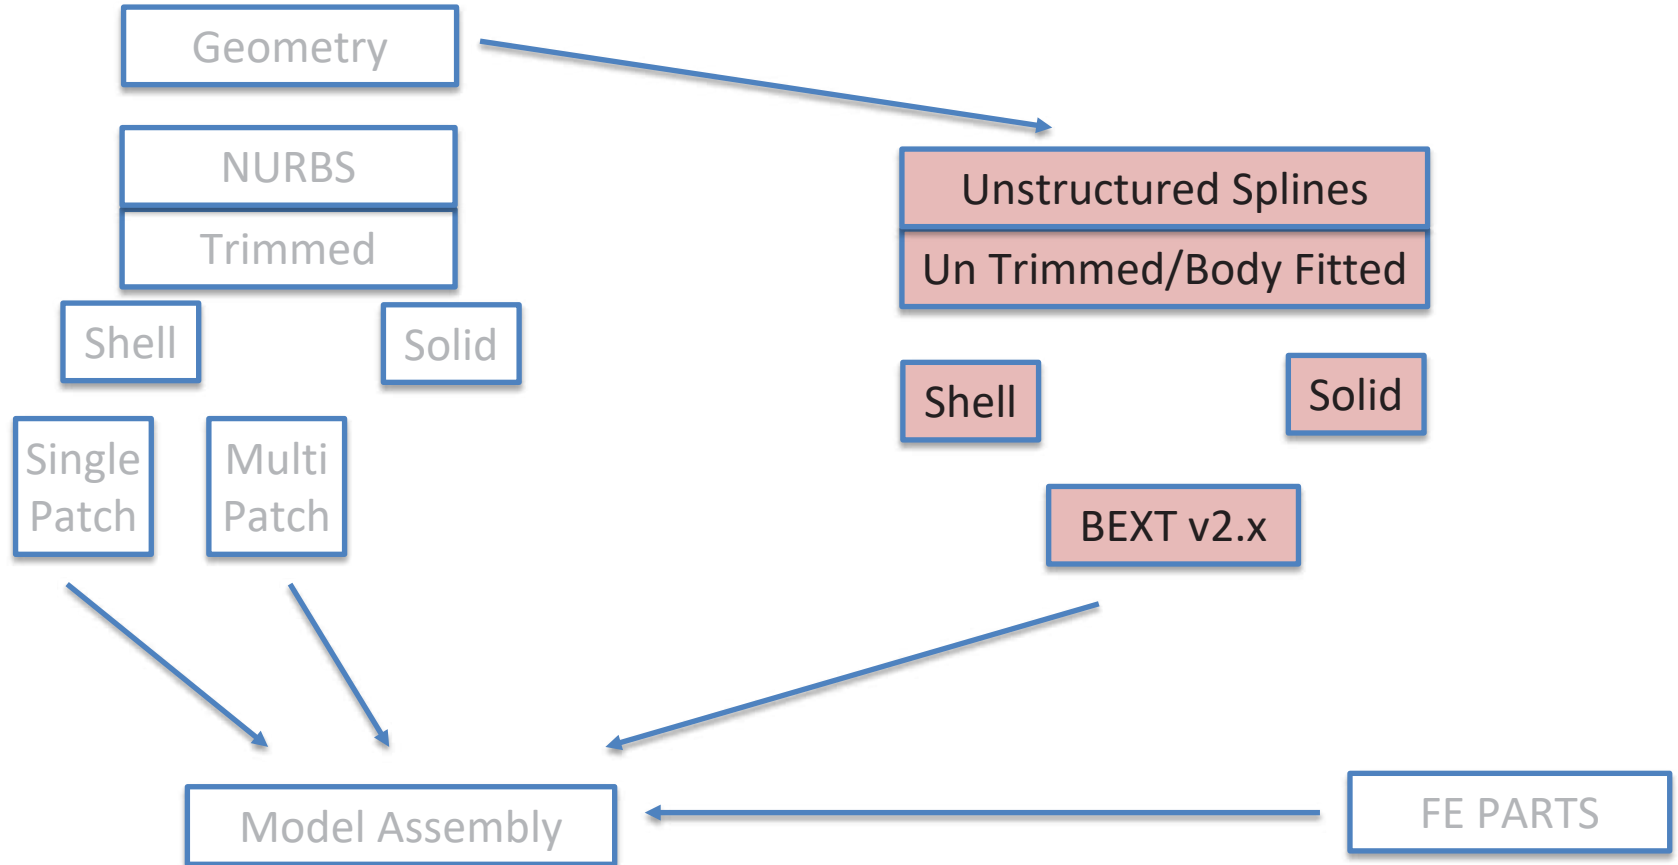 Geometry
NURBS
Trimmed
Shell
Solid
Single
Patch
Multi
Patch
Unstructured Splines
Un Trimmed/Body Fitted
Shell
Solid
BEXT v2.x
Model Assembly
FE PARTS